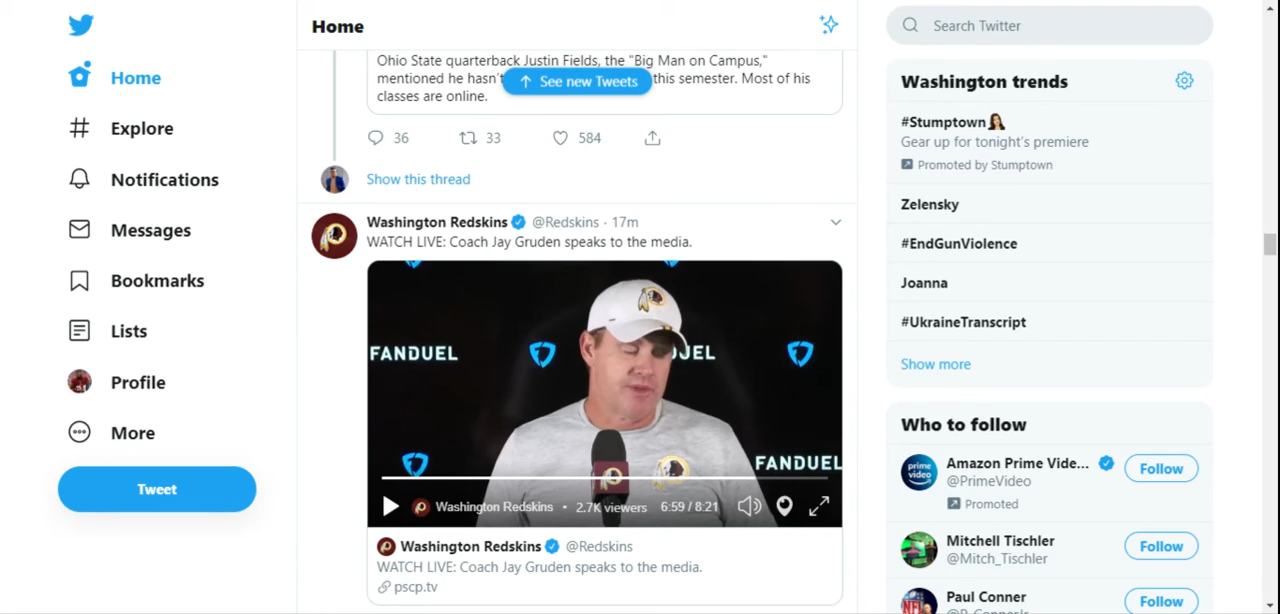 Home
Explore
Notifications
Messages
Bookmarks
Lists
Profile
More
Tweet
Home
Ohio State quarterback Justin Fields, the "Big Man on Campus,"
mentioned he hasn't
this semester. Most of his
classes are online.
See new Tweets
36
33
584
Show this thread
Washington Redskins @Redskins · 17m
WATCH LIVE: Coach Jay Gruden speaks to the media.
FANDUEL
DUEL
FANDUEL
Washington Redskins • 2.7K viewers 6:59 / 8:21
Washington Redskins @Redskins
WATCH LIVE: Coach Jay Gruden speaks to the media.
pscp.tv
Search Twitter
Washington trends
#Stumptown
Gear up for tonight's premiere
Promoted by Stumptown
Zelensky
#EndGunViolence
Joanna
#UkraineTranscript
Show more
Who to follow
prime video
Amazon Prime Vide...
@PrimeVideo
Follow
Promoted
Mitchell Tischler
@Mitch_Tischler
Follow
NFL
Paul Conner
Follow